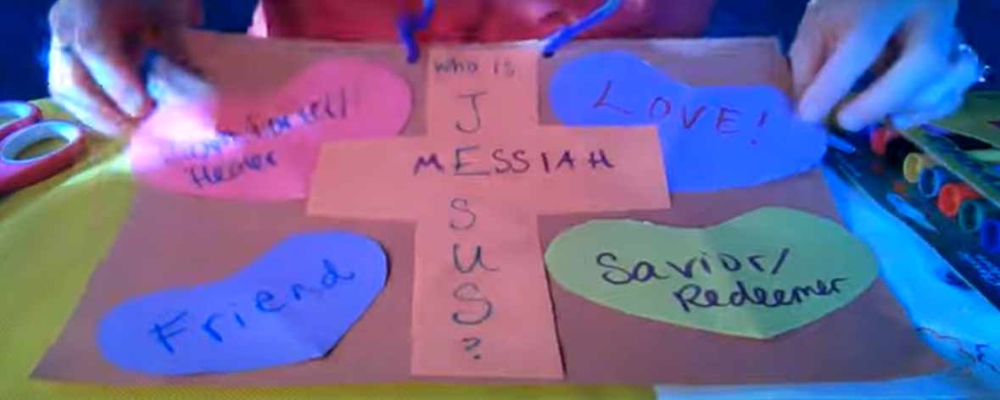 Who is
J
MESSIAH
S
U
S
?
Healer
LOVE!
Friend
Savior/
Redeemer